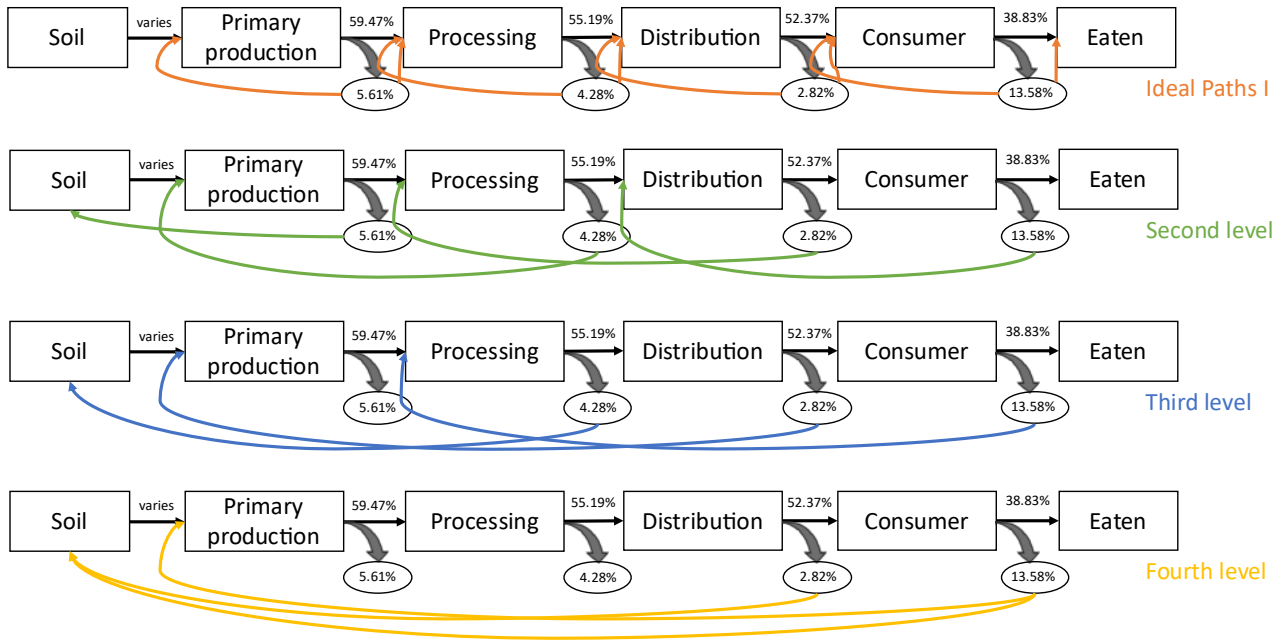 59.47%
55.19%
52.37%
38.83%
varies
Soil
Primary
production
Processing
Distribution
Consumer
Eaten
5.61%
4.28%
2.82%
13.58%
Ideal Paths I
59.47%
55.19%
52.37%
38.83%
varies
Soil
Primary
production
Processing
Distribution
Consumer
Eaten
5.61%
4.28%
2.82%
13.58%
Second level
59.47%
55.19%
52.37%
38.83%
varies
Soil
Primary
production
Processing
Distribution
Consumer
Eaten
5.61%
4.28%
2.82%
13.58%
Third level
59.47%
55.19%
52.37%
38.83%
varies
Soil
Primary
production
Processing
Distribution
Consumer
Eaten
5.61%
4.28%
2.82%
13.58%
Fourth level